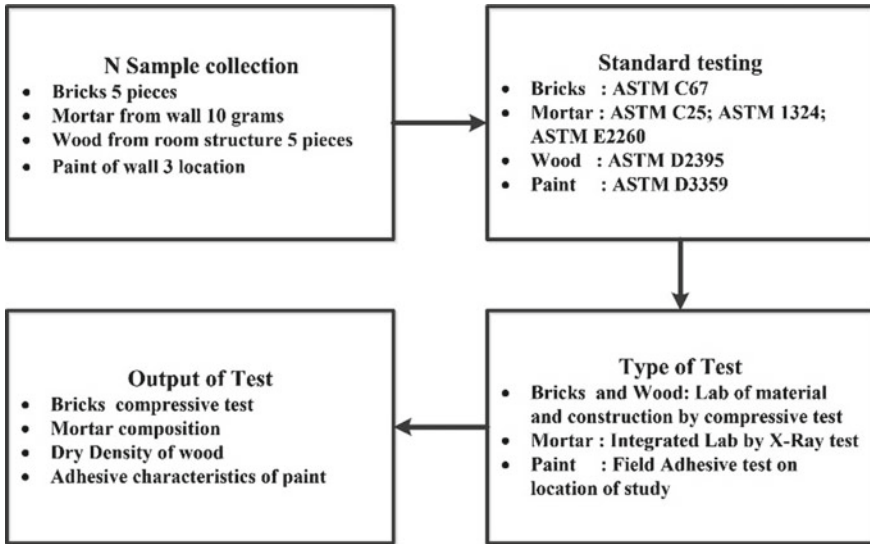 N Sample collection
• Bricks 5 pieces
• Mortar from wall 10 grams
• Wood from room structure 5 pieces
• Paint of wall 3 location
Standard testing
• Bricks : ASTM C67
• Mortar : ASTM C25; ASTM 1324;
ASTM E2260
• Wood : ASTM D2395
• Paint : ASTM D3359
Type of Test
• Bricks and Wood: Lab of material
and construction by compressive test
• Mortar : Integrated Lab by X-Ray test
• Paint : Field Adhesive test on
location of study
Output of Test
• Bricks compressive test
• Mortar composition
• Dry Density of wood
• Adhesive characteristics of paint